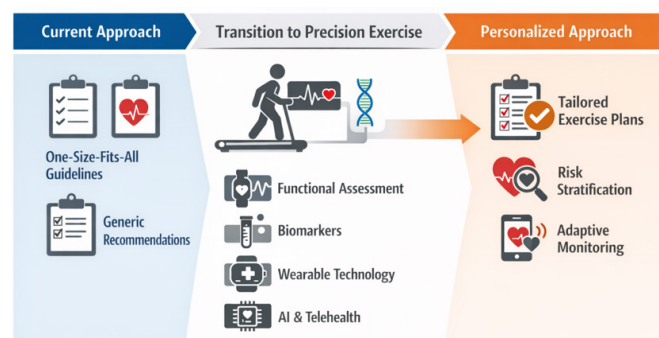 Current Approach
Transition to Precision Exercise
Personalized Approach
One-Size-Fits-All
Guidelines
Generic
Recommendations
Functional Assessment
Biomarkers
Wearable Technology
AI & Telehealth
Tailored
Exercise Plans
Risk
Stratification
Adaptive
Monitoring